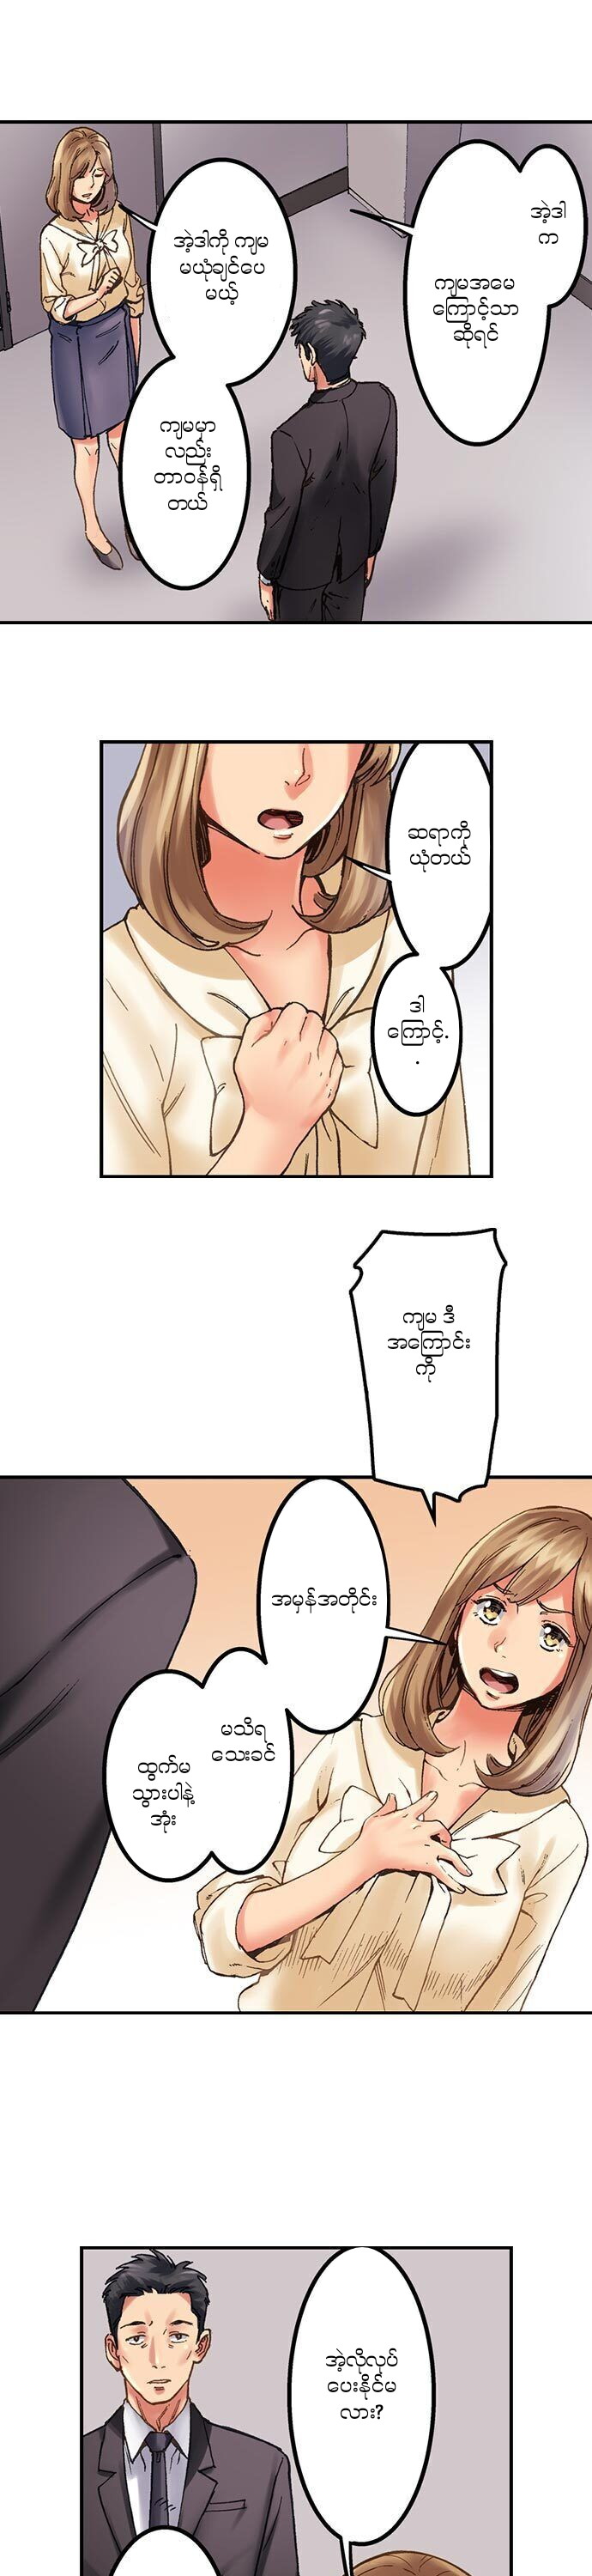 အဲ့ဒါ
က
ကျမအမေ
ကြောင့်သာ
ဆိုရင်
အဲ့ဒါကို ကျမ
မယုံချင်ပေ
မယ့်
ကျမမှာ
လည်း
တာဝန်ရှိ
တယ်
ဆရာကို
ယုံတယ်
ဒါ
ကြောင့်.
.
ကျမ ဒီ
အကြောင်း
ကို
အမှန်အတိုင်း
မသိရ
သေးခင်
ထွက်မ
သွားပါနဲ့
အုံး
အဲ့လိုလုပ်
ပေးနိုင်မ
လား?